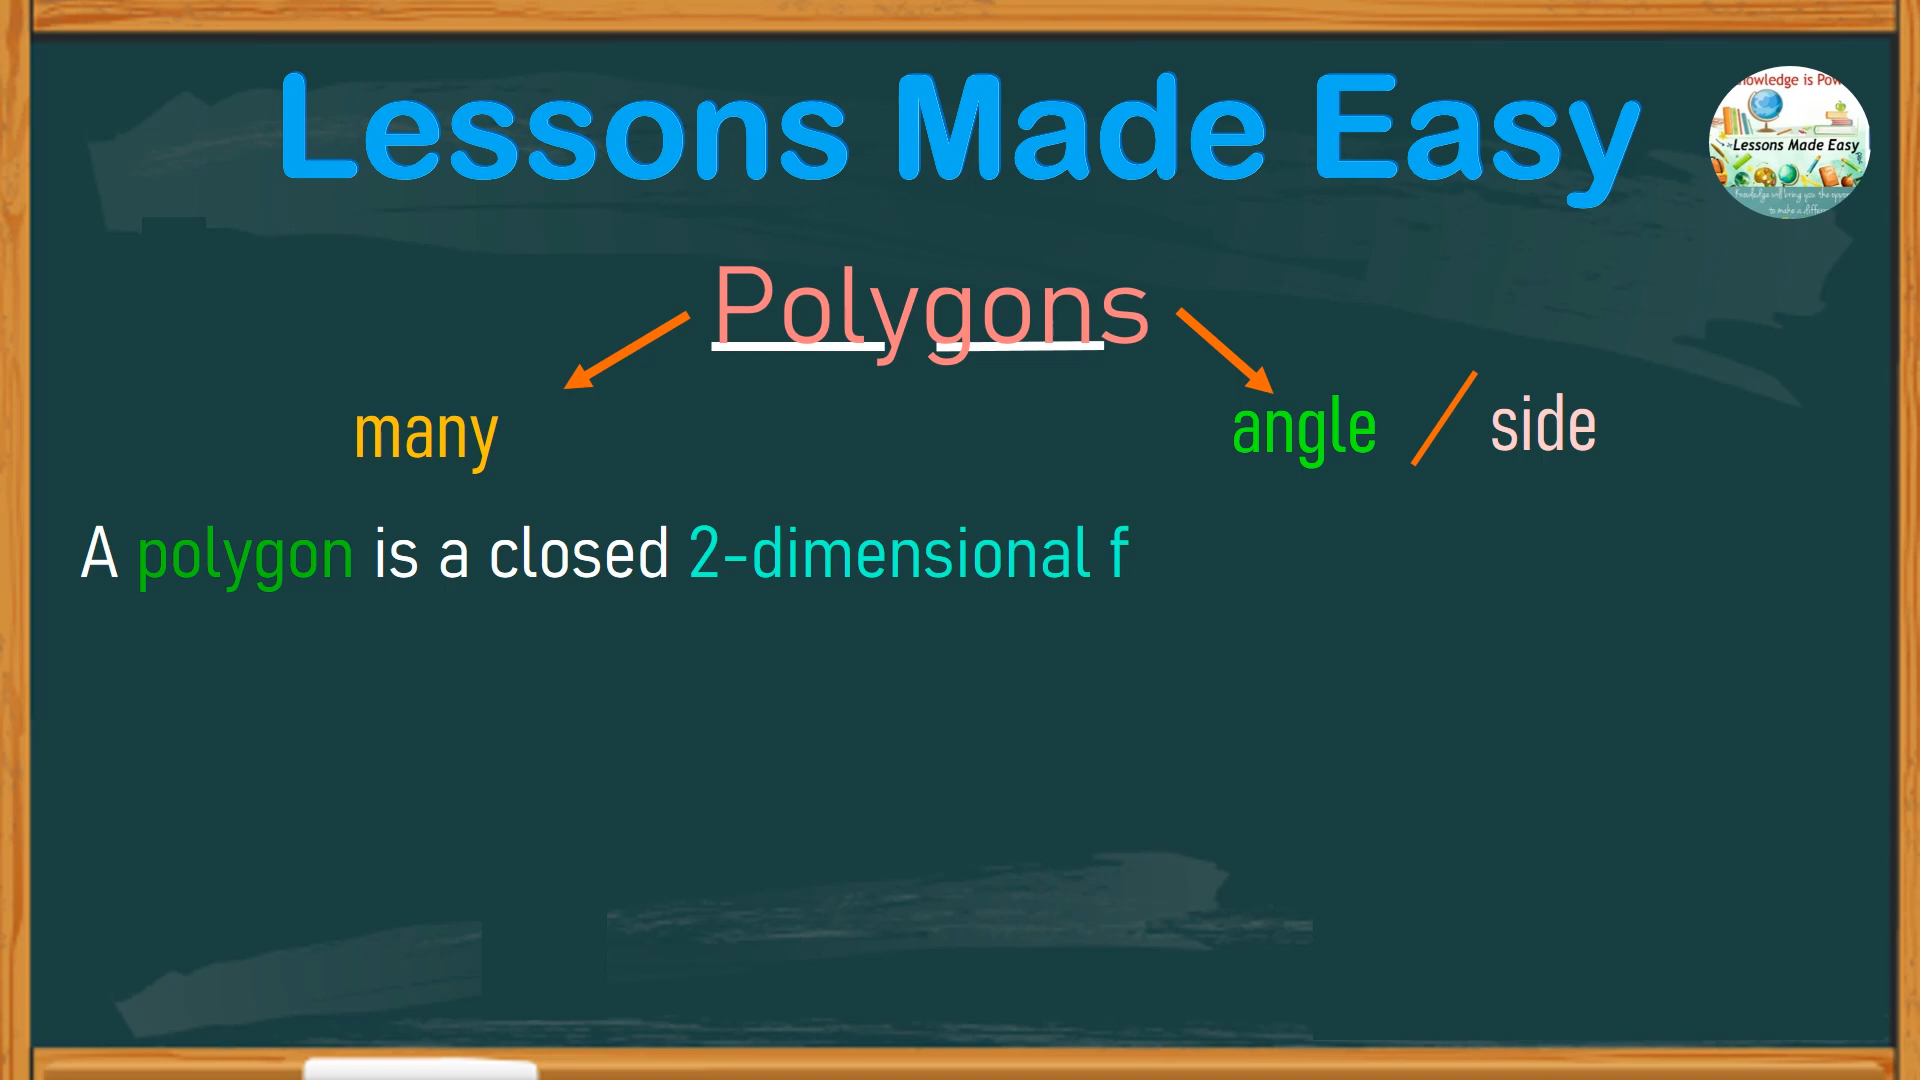 Lessons Made Easy
Lessons Made Easy
Polygons
many
angle / side
A polygon is a closed 2-dimensional f